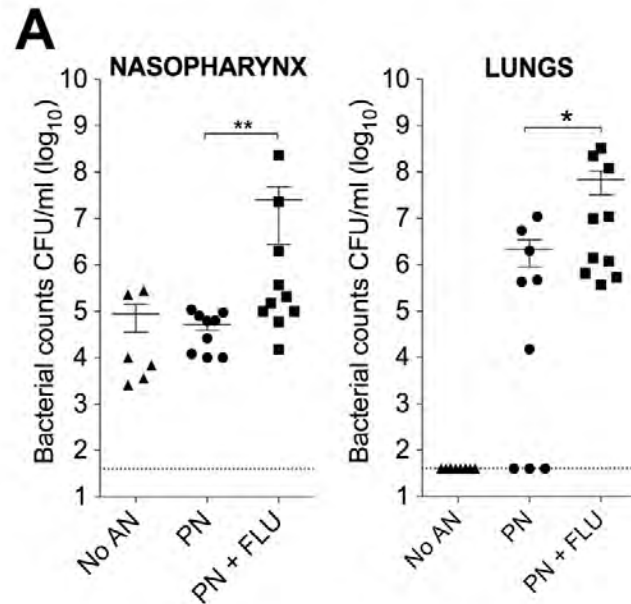 A
NASOPHARYNX
Bacterial counts CFU/ml (log₁₀)
10
9
8
7
6
5
4
3
2
1
**
No AN
PN
PN + FLU
LUNGS
Bacterial counts CFU/ml (log₁₀)
10
9
8
7
6
5
4
3
2
1
*
No AN
PN
PN + FLU